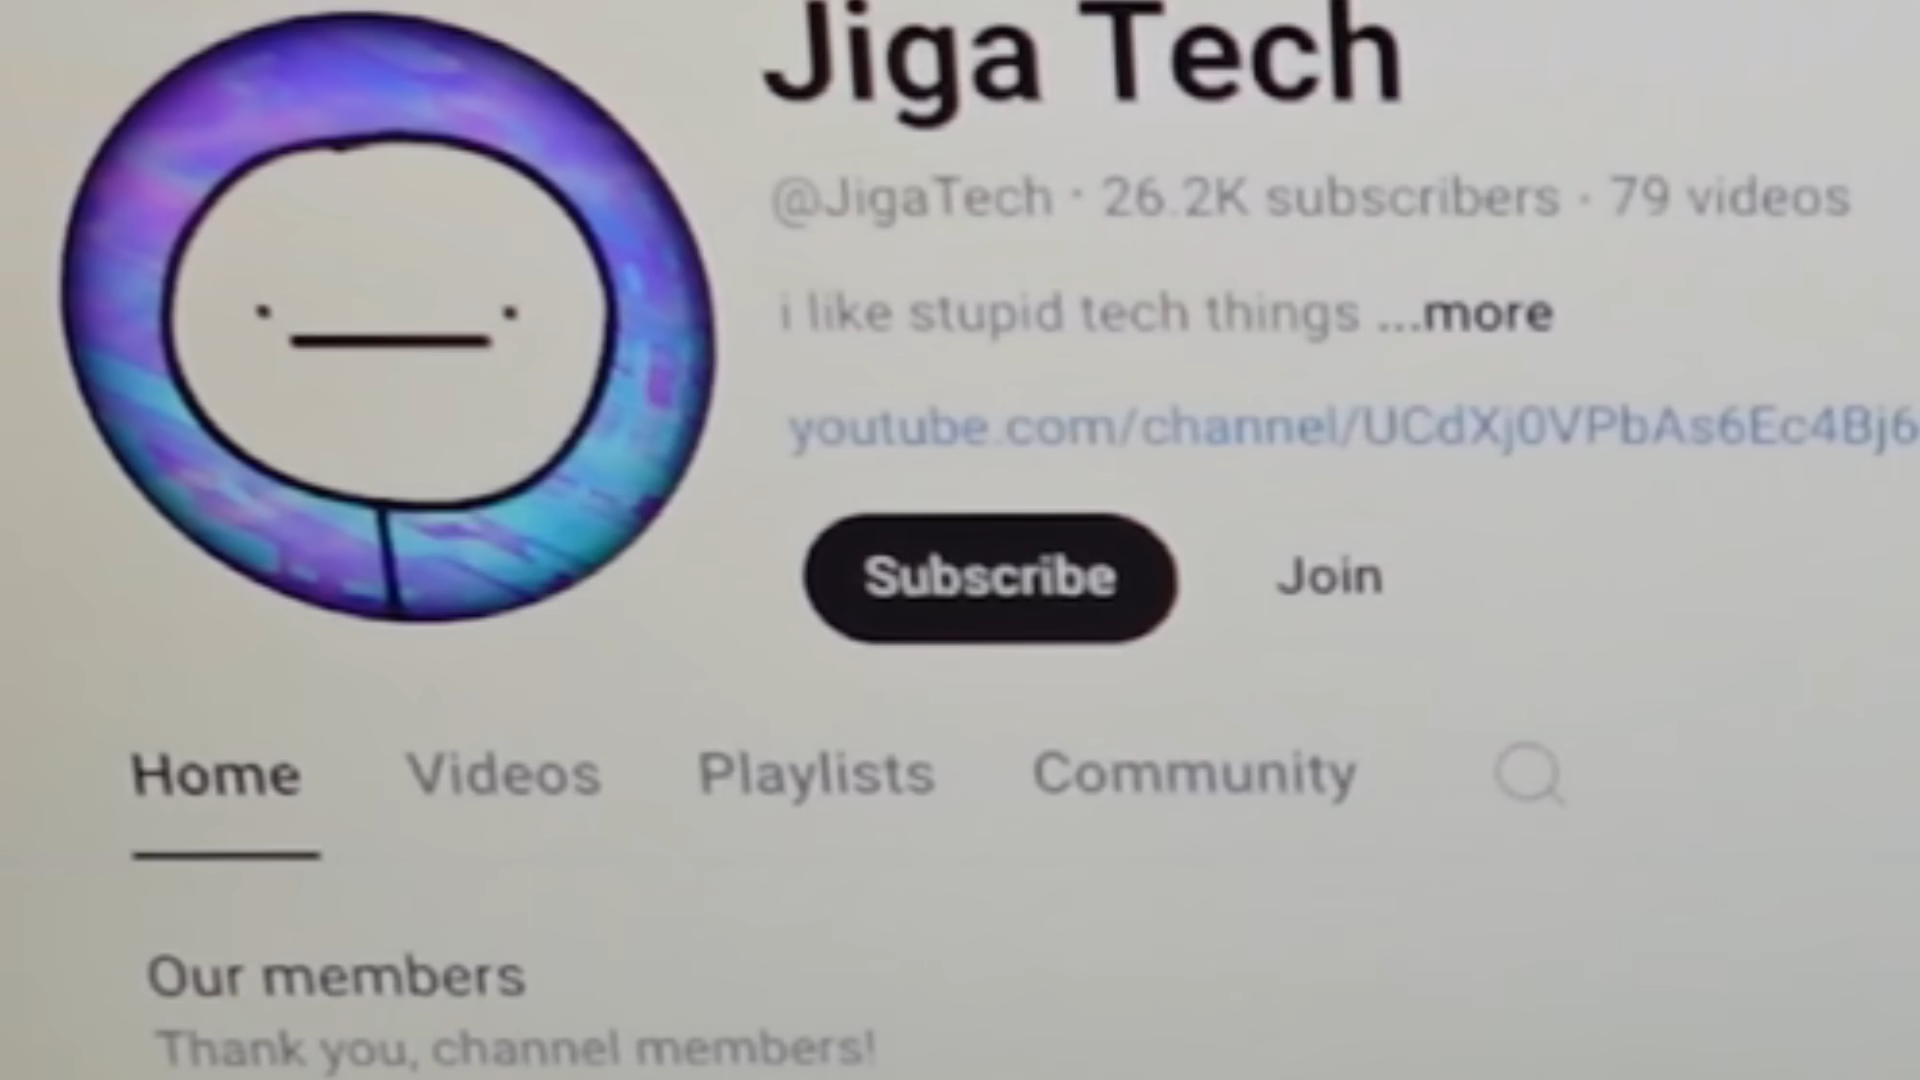 Jiga Tech
@JigaTech · 26.2K subscribers · 79 videos
i like stupid tech things ...more
youtube.com/channel/UCdXj0VPbAs6Ec4Bj6
Subscribe
Join
Home Videos Playlists Community
Our members
Thank you, channel members!